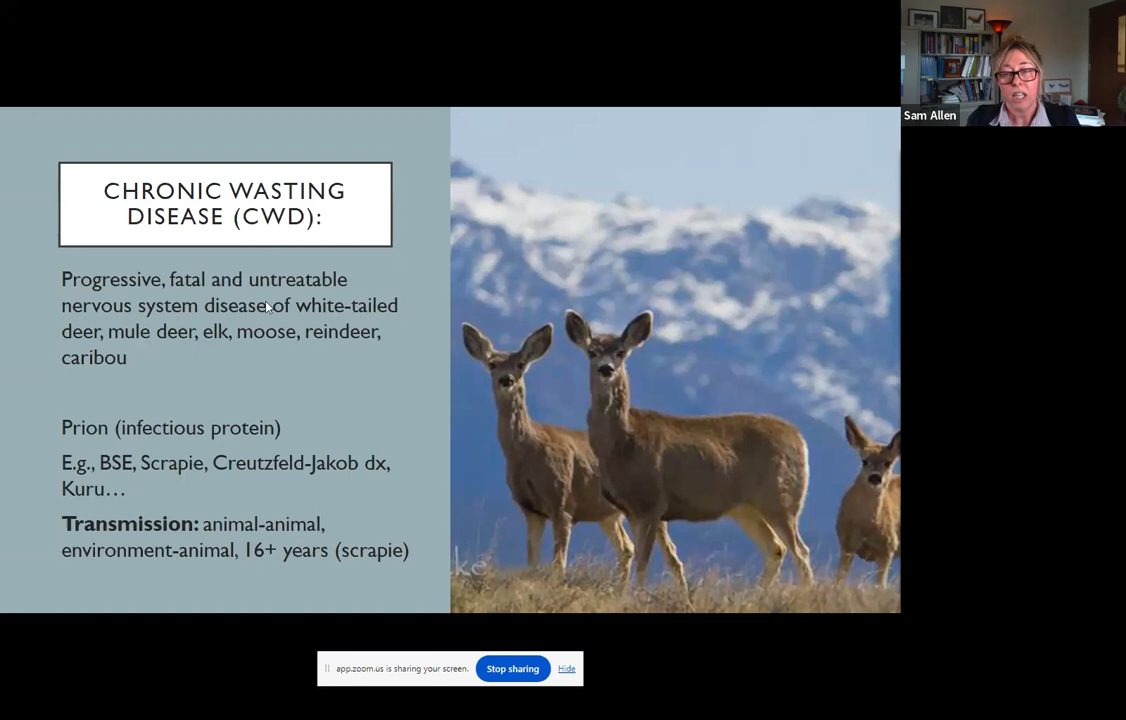 Sam Allen
CHRONIC WASTING
DISEASE (CWD):
Progressive, fatal and untreatable
nervous system disease of white-tailed
deer, mule deer, elk, moose, reindeer,
caribou
Prion (infectious protein)
E.g., BSE, Scrapie, Creutzfeld-Jakob dx,
Kuru…
Transmission: animal-animal,
environment-animal, 16+ years (scrapie)
app.zoom.us is sharing your screen.
Stop sharing
Hide